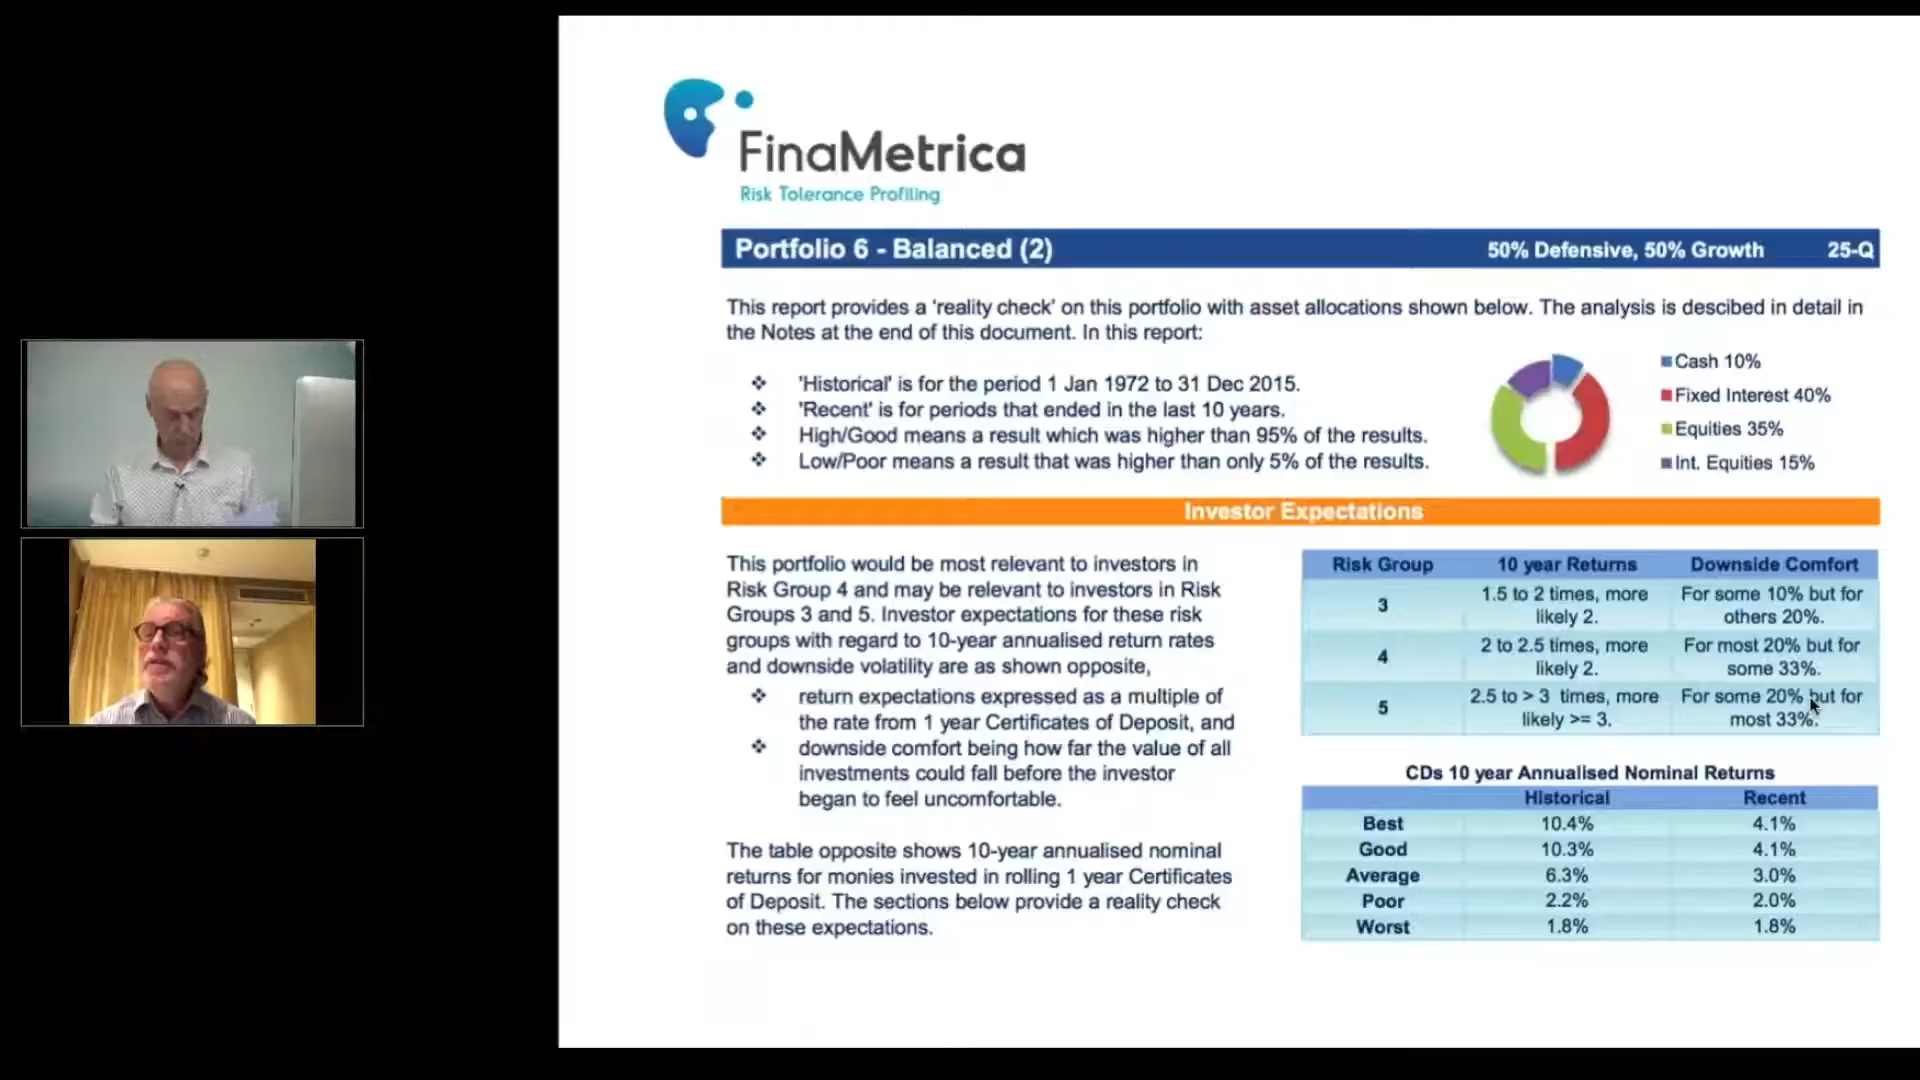 FinaMetrica
Risk Tolerance Profiling
Portfolio 6 - Balanced (2) 50% Defensive, 50% Growth 25-Q
This report provides a 'reality check' on this portfolio with asset allocations shown below. The analysis is descibed in detail in
the Notes at the end of this document. In this report:
❖ 'Historical' is for the period 1 Jan 1972 to 31 Dec 2015.
❖ 'Recent' is for periods that ended in the last 10 years.
❖ High/Good means a result which was higher than 95% of the results.
❖ Low/Poor means a result that was higher than only 5% of the results.
Cash 10%
Fixed Interest 40%
Equities 35%
Int. Equities 15%
Investor Expectations
This portfolio would be most relevant to investors in
Risk Group 4 and may be relevant to investors in Risk
Groups 3 and 5. Investor expectations for these risk
groups with regard to 10-year annualised return rates
and downside volatility are as shown opposite,
❖ return expectations expressed as a multiple of
the rate from 1 year Certificates of Deposit, and
❖ downside comfort being how far the value of all
investments could fall before the investor
began to feel uncomfortable.
The table opposite shows 10-year annualised nominal
returns for monies invested in rolling 1 year Certificates
of Deposit. The sections below provide a reality check
on these expectations.
Risk Group 10 year Returns Downside Comfort
3 1.5 to 2 times, more likely 2. For some 10% but for others 20%.
4 2 to 2.5 times, more likely 2. For most 20% but for some 33%.
5 2.5 to > 3 times, more likely >= 3. For some 20% but for most 33%.
CDs 10 year Annualised Nominal Returns
Historical Recent
Best 10.4% 4.1%
Good 10.3% 4.1%
Average 6.3% 3.0%
Poor 2.2% 2.0%
Worst 1.8% 1.8%